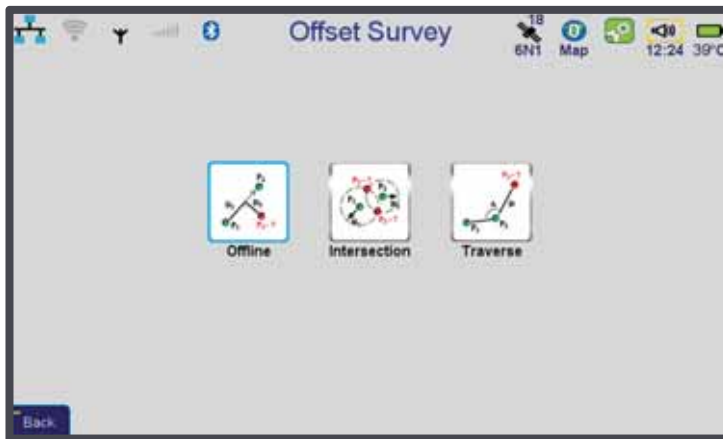 Offset Survey
18
6N1
Map
12:24
39°C
Offline
Intersection
Traverse
Back